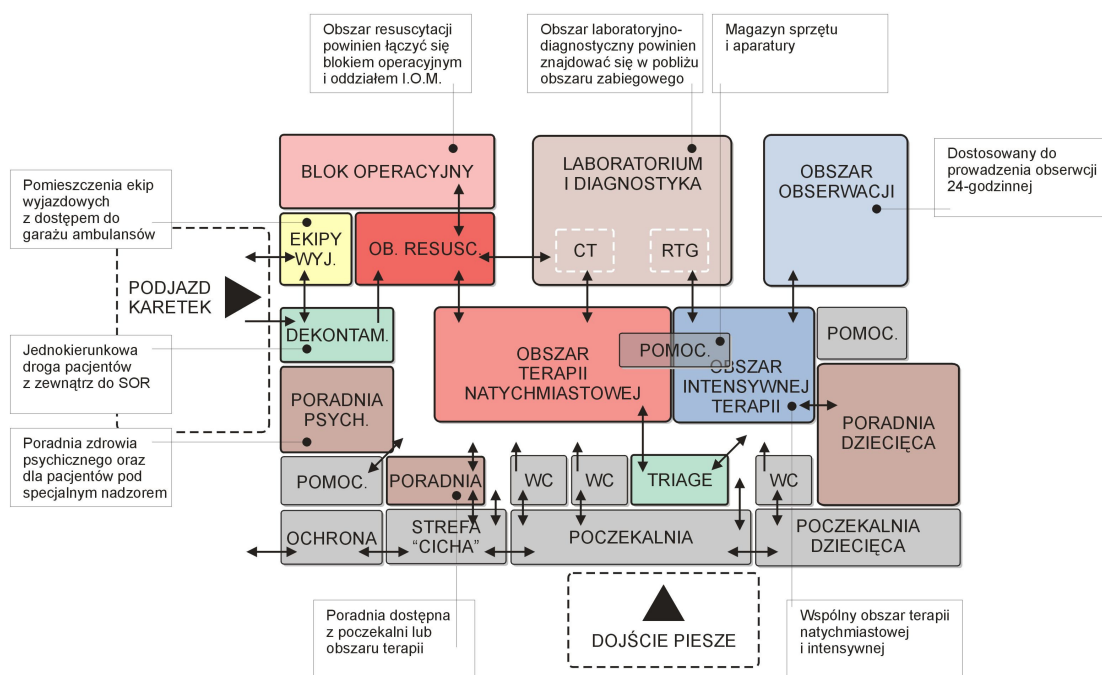 Obszar resuscytacji
powinien łączyć się
blokiem operacyjnym
i oddziałem I.O.M.
Obszar laboratoryjno-
diagnostyczny powinien
znajdować się w pobliżu
obszaru zabiegowego
Magazyn sprzętu
i aparatury
Dostosowany do
prowadzenia obserwcji
24-godzinnej
Pomieszczenia ekip
wyjazdowych
z dostępem do
garażu ambulansów
BLOK OPERACYJNY
LABORATORIUM
I DIAGNOSTYKA
OBSZAR
OBSERWACJI
EKIPY
WYJ.
OB. RESUSC.
CT
RTG
PODJAZD
KARETEK
DEKONTAM.
Jednokierunkowa
droga pacjentów
z zewnątrz do SOR
OBSZAR
TERAPII
NATYCHMIASTOWEJ
POMOC.
OBSZAR
INTENSYWNEJ
TERAPII
POMOC.
PORADNIA
PSYCH.
PORADNIA
DZIECIĘCA
Poradnia zdrowia
psychicznego oraz
dla pacjentów pod
specjalnym nadzorem
POMOC.
PORADNIA
WC
WC
TRIAGE
WC
OCHRONA
STREFA
"CICHA"
POCZEKALNIA
POCZEKALNIA
DZIECIĘCA
DOJŚCIE PIESZE
Poradnia dostępna
z poczekalni lub
obszaru terapii
Wspólny obszar terapii
natychmiastowej
i intensywnej